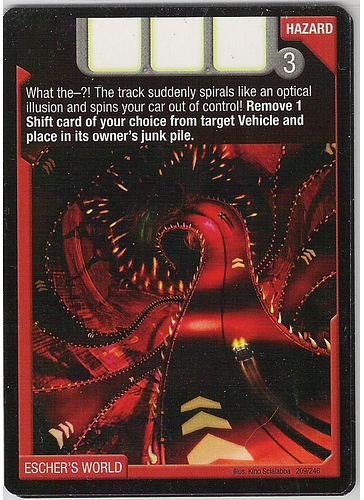 HAZARD
3
What the–?! The track suddenly spirals like an optical
illusion and spins your car out of control! Remove 1
Shift card of your choice from target Vehicle and
place in its owner's junk pile.
ESCHER'S WORLD
Illus. Kino Scialabba 209/246